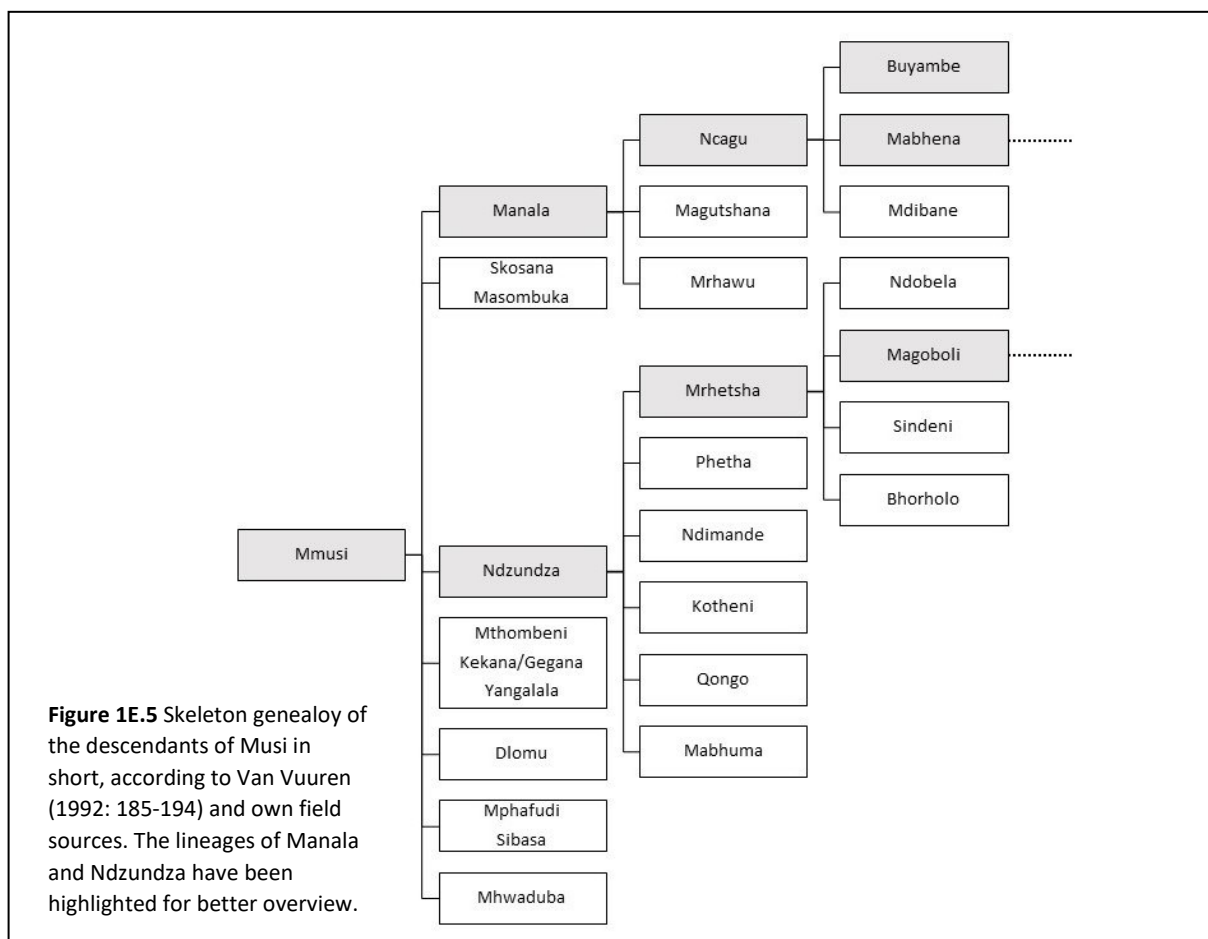 Buyambe
Ncagu
Mabhena
Manala
Magutshana
Mdibane
Skosana
Masombuka
Mrhawu
Ndobela
Magoboli
Mrhetsha
Sindeni
Phetha
Bhorholo
Ndimande
Mmusi
Ndzundza
Kotheni
Mthombeni
Kekana/Gegana
Yangalala
Qongo
Dlomu
Mabhuma
Mphafudi
Sibasa
Mhwaduba
Figure 1E.5 Skeleton genealoy of
the descendants of Musi in
short, according to Van Vuuren
(1992: 185-194) and own field
sources. The lineages of Manala
and Ndzundza have been
highlighted for better overview.